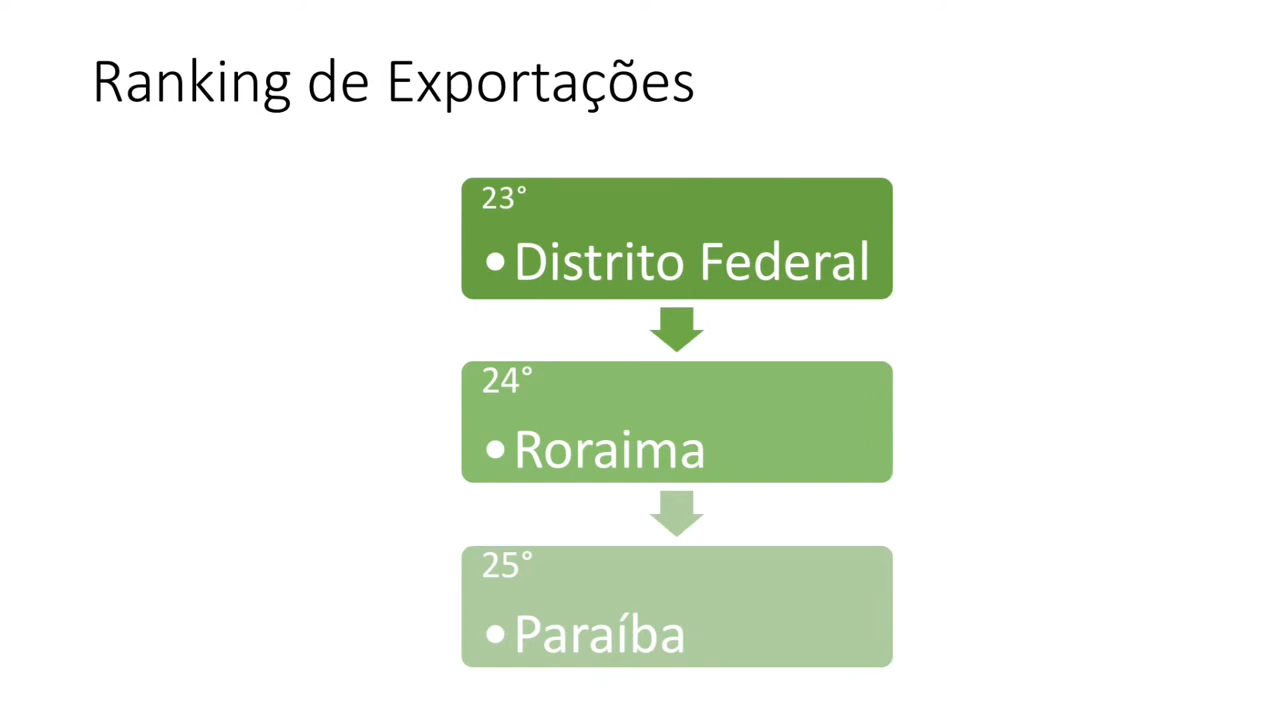 Ranking de Exportações
23°
•Distrito Federal
24°
•Roraima
25°
•Paraíba